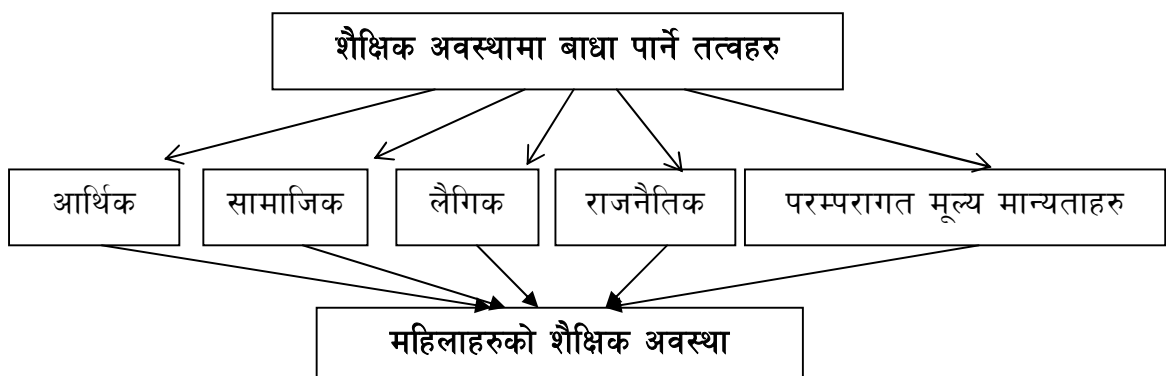 शैक्षिक अवस्थामा बाधा पार्ने तत्वहरु
आर्थिक
सामाजिक
लैगिक
राजनैतिक
परम्परागत मूल्य मान्यताहरु
महिलाहरुको शैक्षिक अवस्था